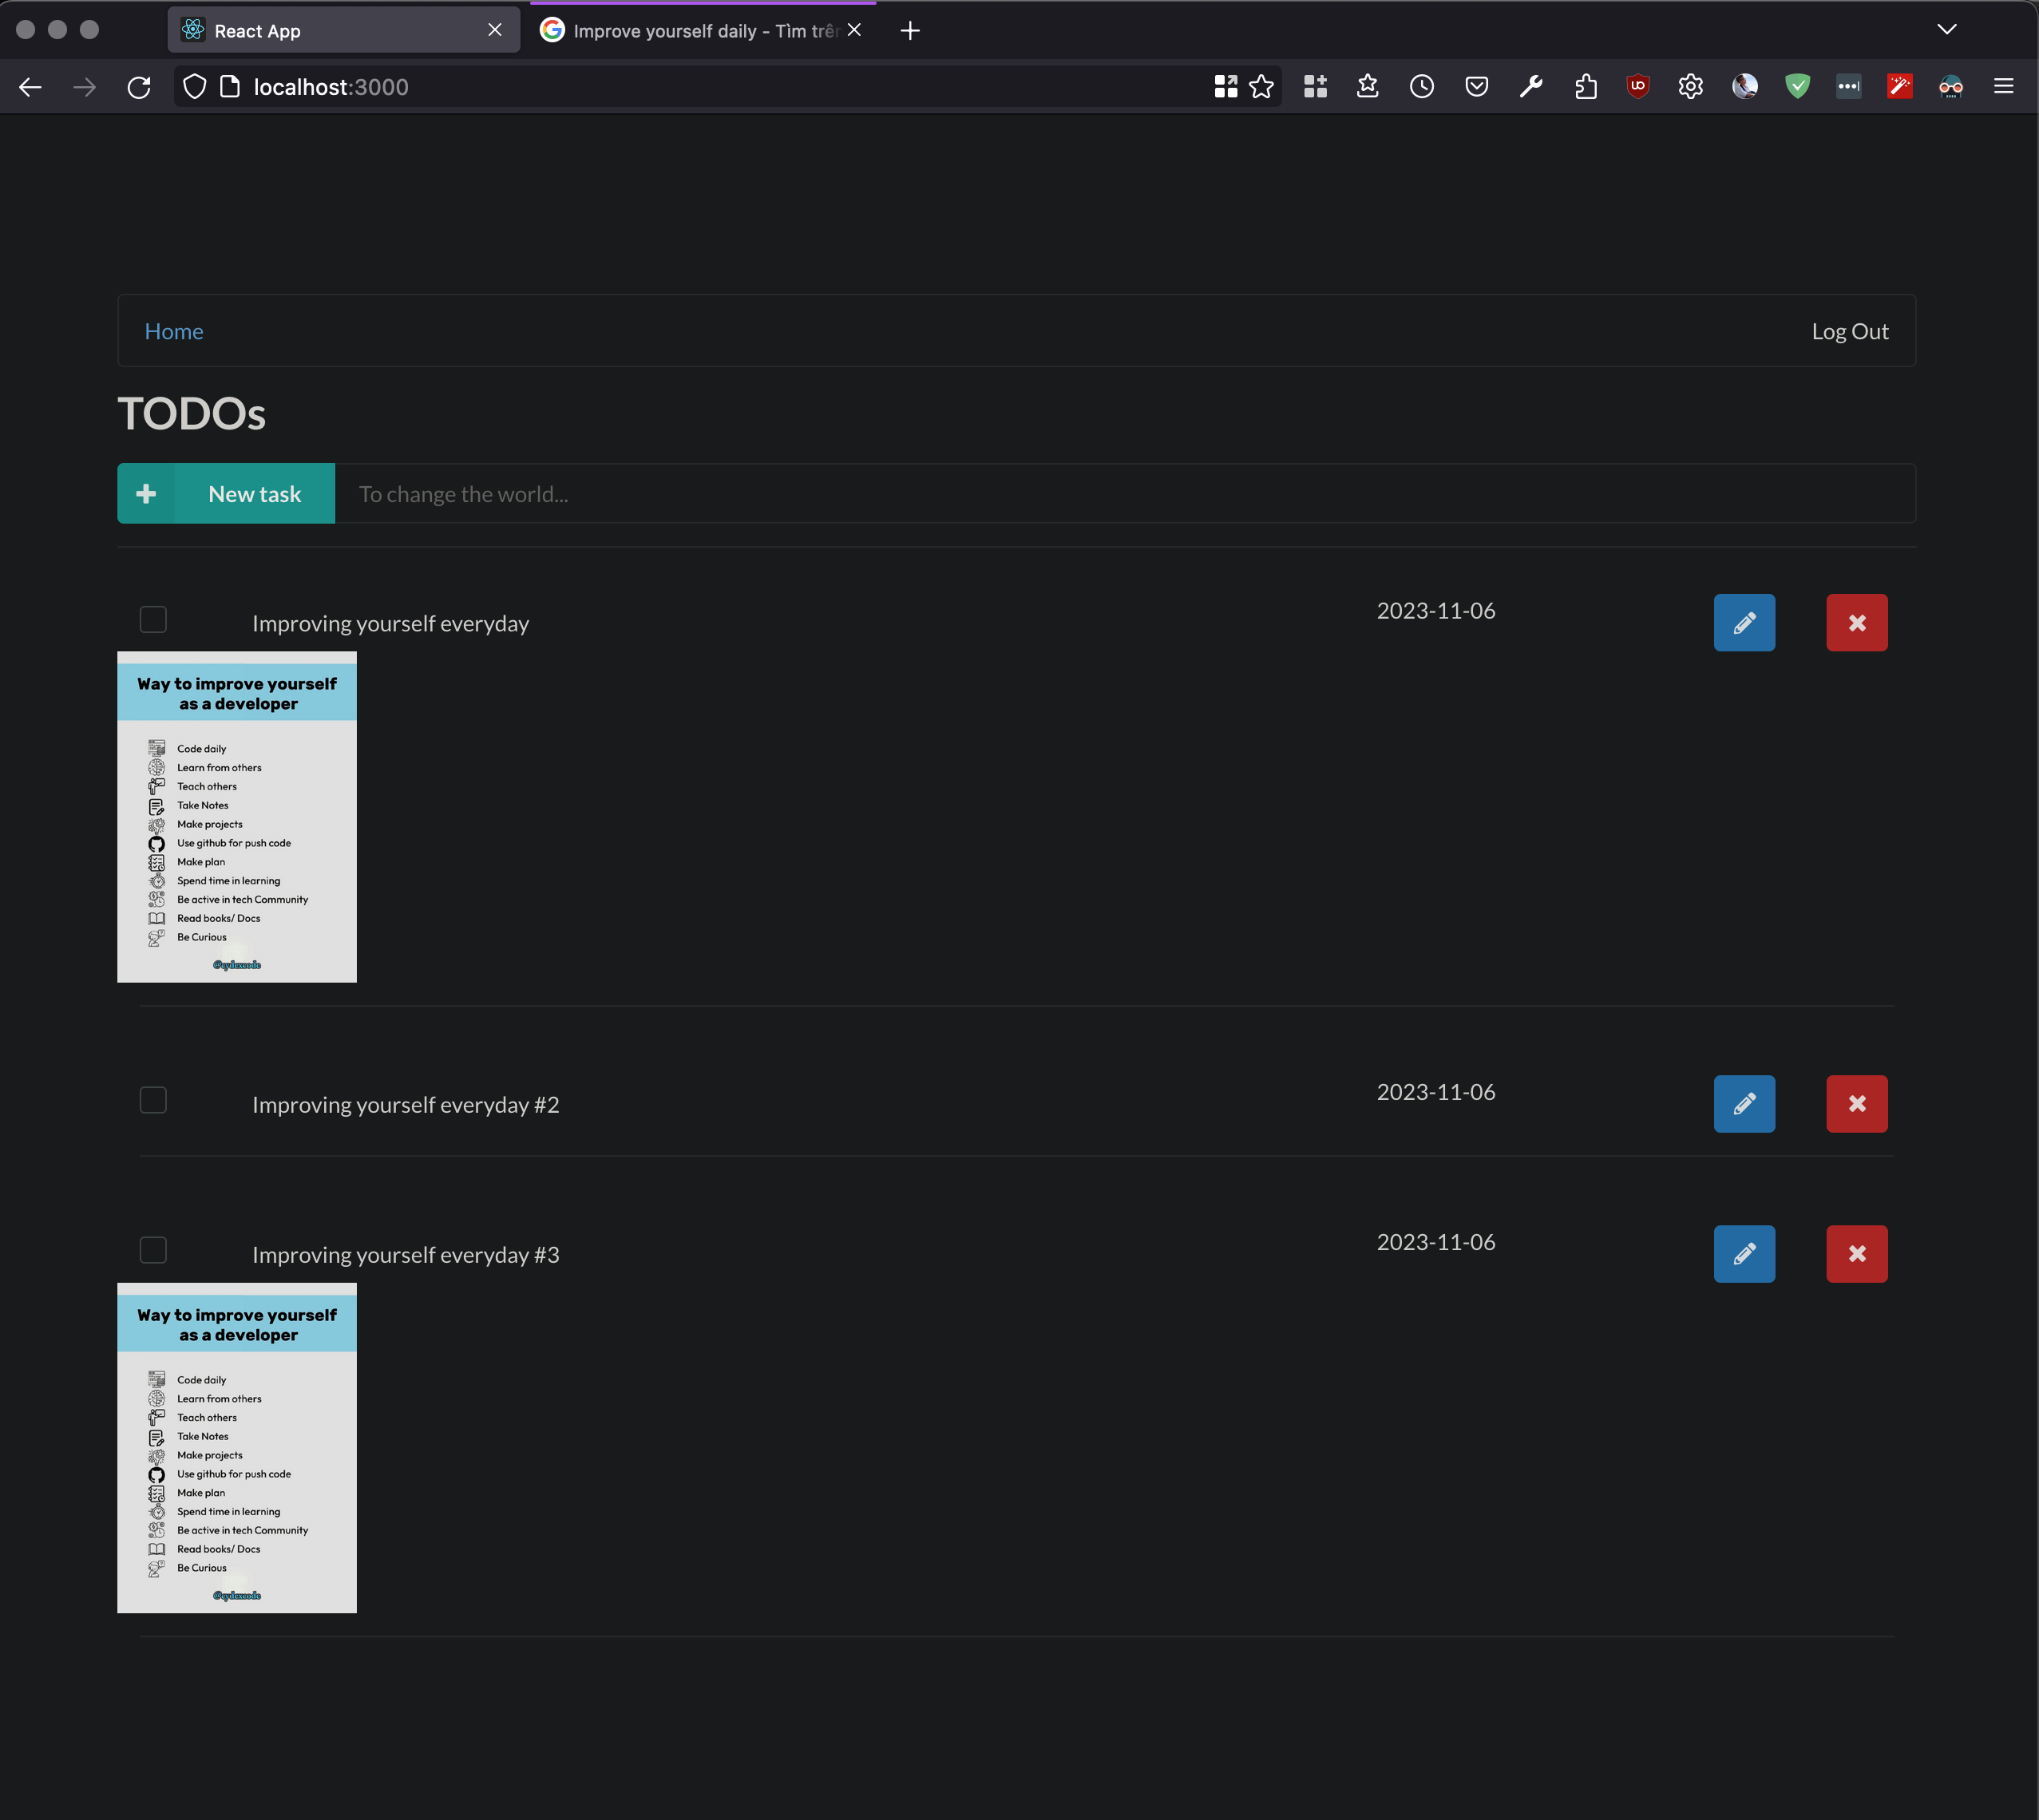 React App
Improve yourself daily - Tìm trên
localhost:3000
Home
Log Out
TODOs
New task
To change the world...
Improving yourself everyday
2023-11-06
Way to improve yourself
as a developer
Code daily
Learn from others
Teach others
Take Notes
Make projects
Use github for push code
Make plan
Spend time in learning
Be active in tech Community
Read books/ Docs
Be Curious
Improving yourself everyday #2
2023-11-06
Improving yourself everyday #3
2023-11-06
Way to improve yourself
as a developer
Code daily
Learn from others
Teach others
Take Notes
Make projects
Use github for push code
Make plan
Spend time in learning
Be active in tech Community
Read books/ Docs
Be Curious